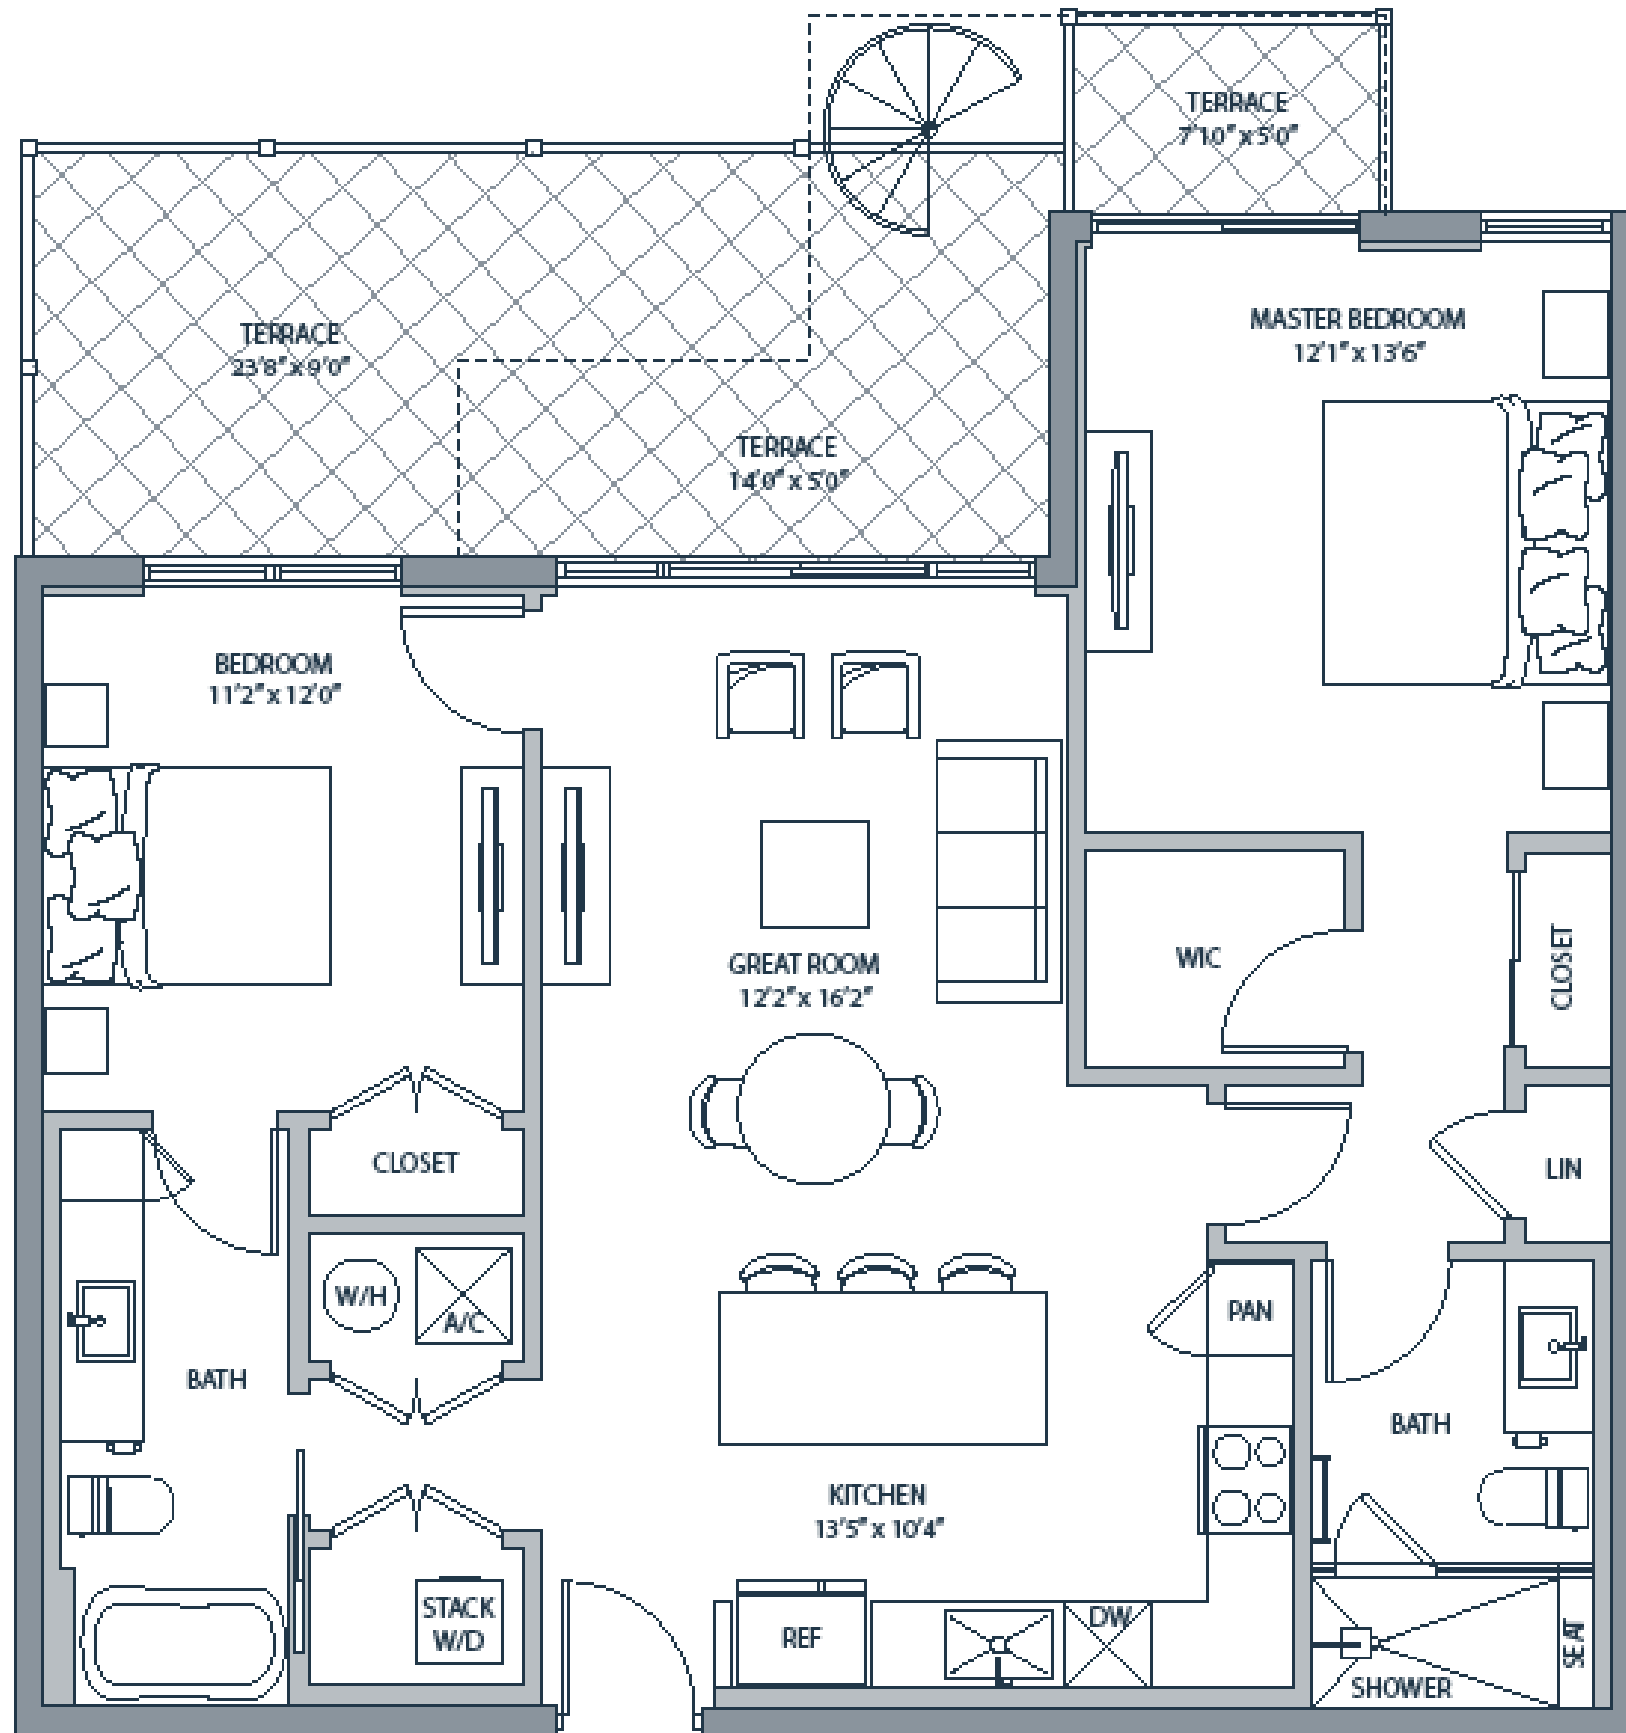 TERRACE
7'10" x 5'0"
TERRACE
23'8" x 9'0"
TERRACE
14'0" x 5'0"
MASTER BEDROOM
12'1" x 13'6"
BEDROOM
11'2" x 12'0"
GREAT ROOM
12'2" x 16'2"
WIC
CLOSET
CLOSET
LIN
W/H
A/C
PAN
BATH
BATH
KITCHEN
13'5" x 10'4"
STACK
W/D
REF
DW
SEAT
SHOWER